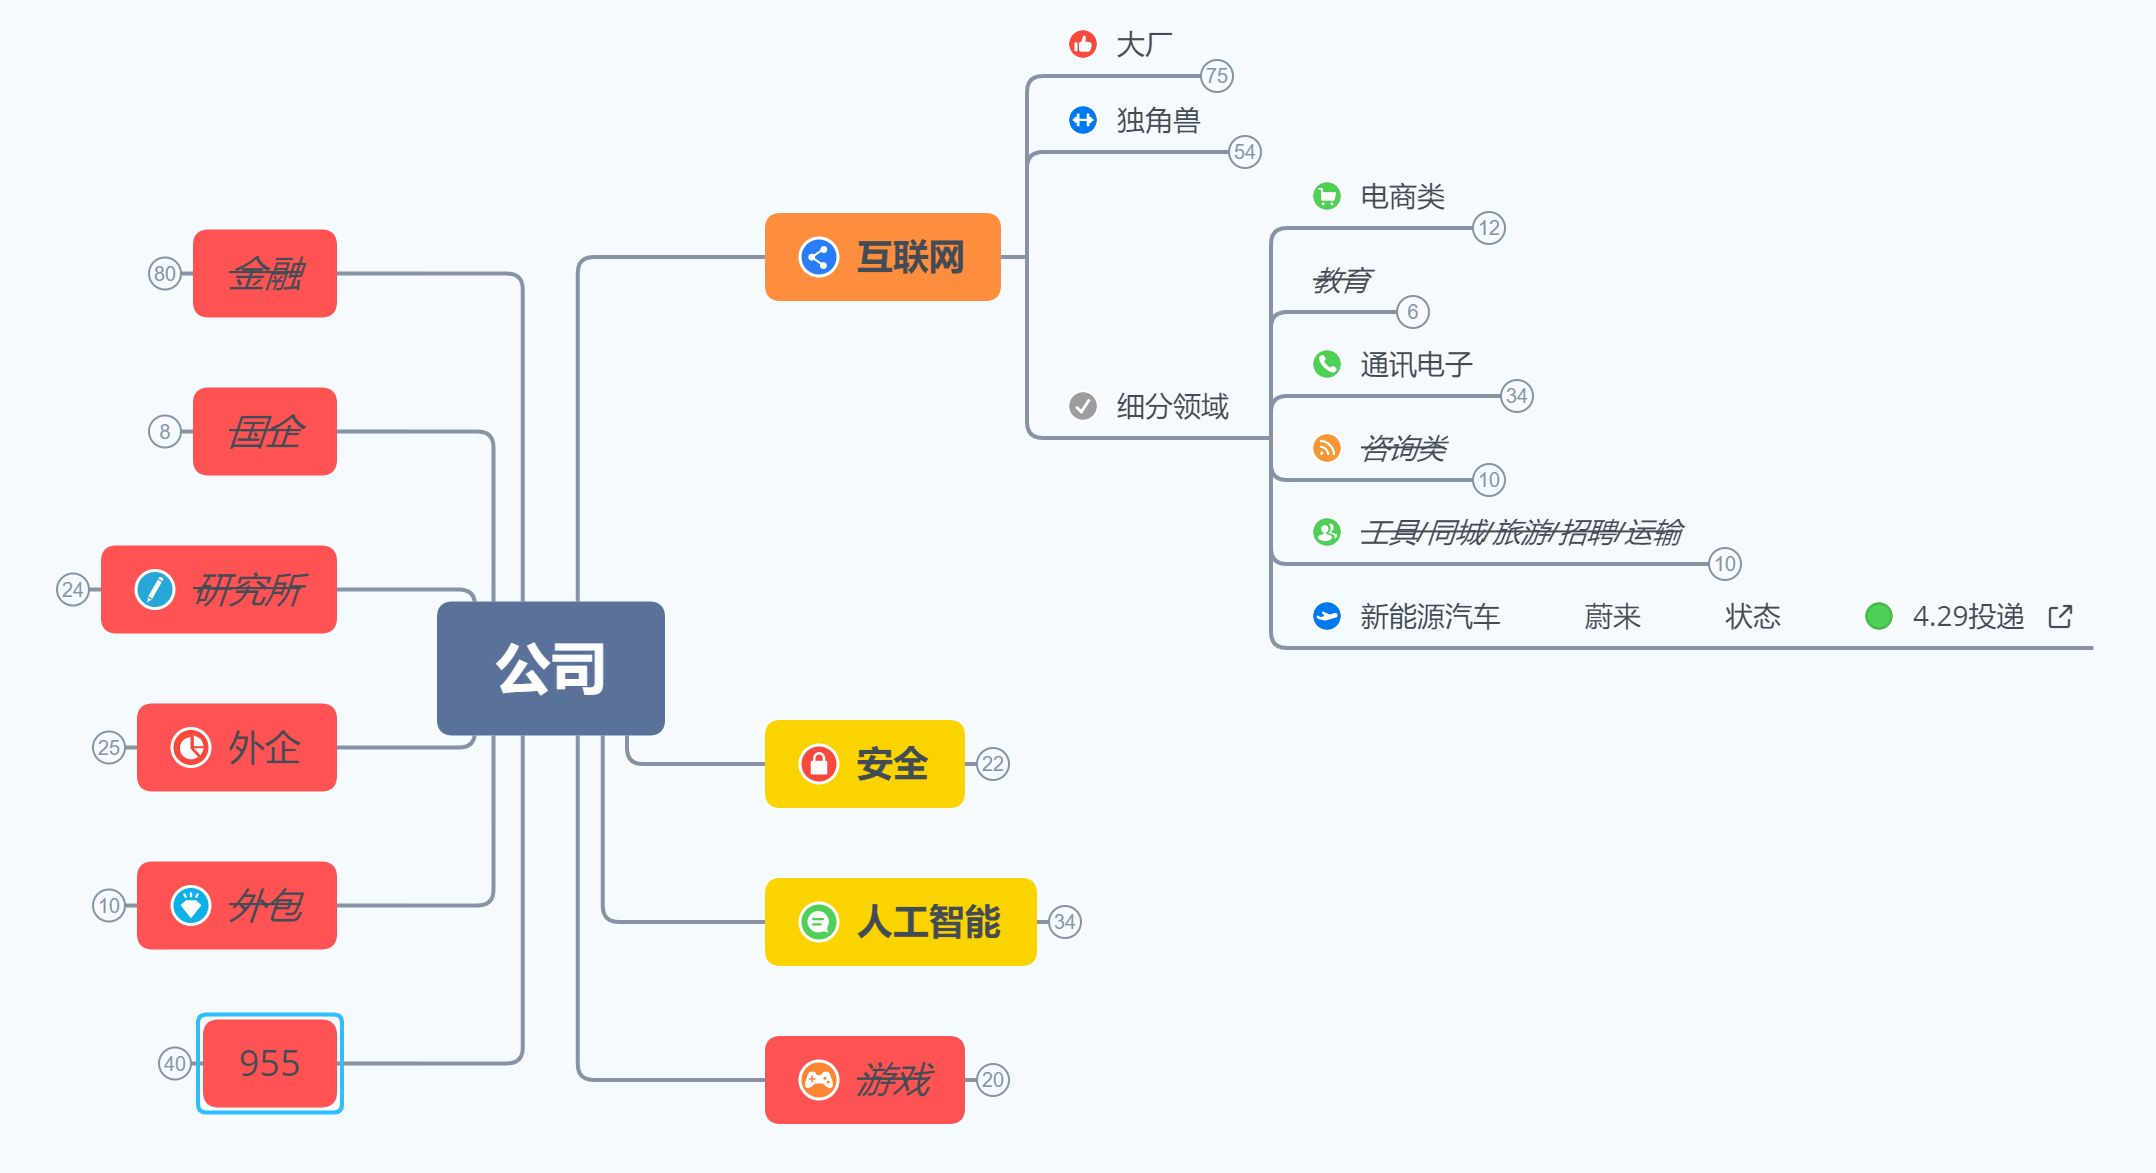 公司
互联网
大厂
75
独角兽
54
细分领域
电商类
12
教育
6
通讯电子
34
咨询类
10
工具/同城/旅游/招聘/运输
10
新能源汽车 蔚来 状态 4.29投递
安全
22
人工智能
34
游戏
20
金融
80
国企
8
研究所
24
外企
25
外包
10
955
40